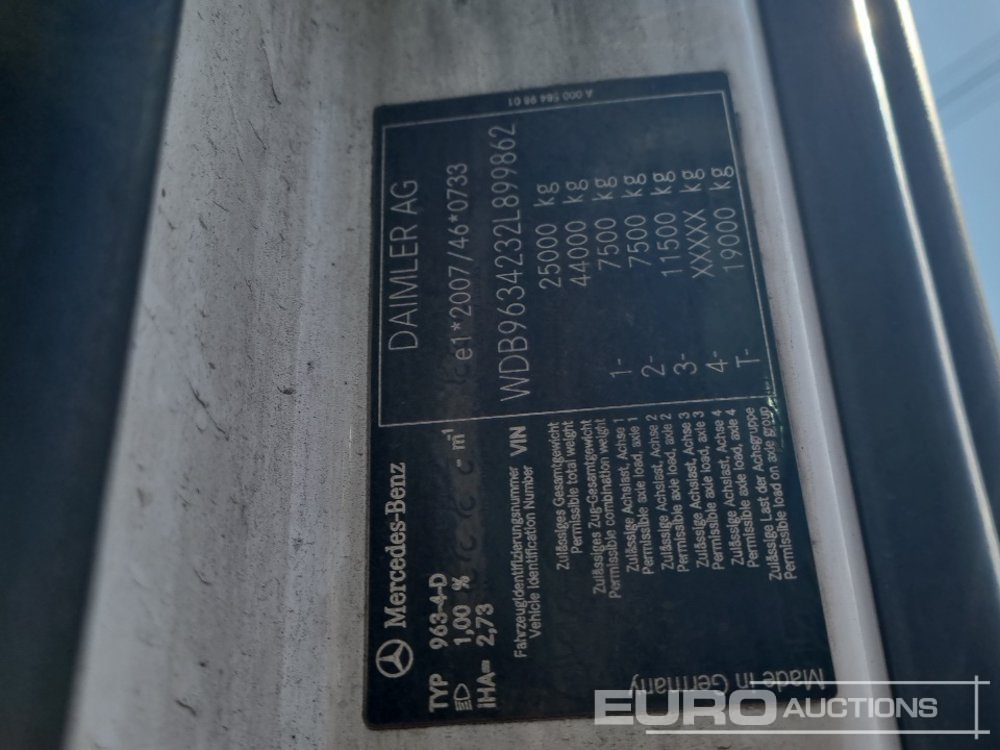 A 000 584 98 01
Mercedes-Benz DAIMLER AG
TYP 963-4-D
1,00 % - m¹ e1*2007/46*0733
IHA= 2,73
Fahrzeugidentifizierungsnummer
Vehicle Identification Number VIN WDB9634232L899862
Zulässiges Gesamtgewicht
Permissible total weight 25000 kg
Zulässiges Zug-Gesamtgewicht
Permissible combination weight 44000 kg
Zulässige Achslast, Achse 1
Permissible axle load, axle 1 1- 7500 kg
Zulässige Achslast, Achse 2
Permissible axle load, axle 2 2- 7500 kg
Zulässige Achslast, Achse 3
Permissible axle load, axle 3 3- 11500 kg
Zulässige Achslast, Achse 4
Permissible axle load, axle 4 4- XXXXX kg
Zulässige Last der Achsgruppe
Permissible load on axle group T- 19000 kg
Made in Germany
EURO AUCTIONS